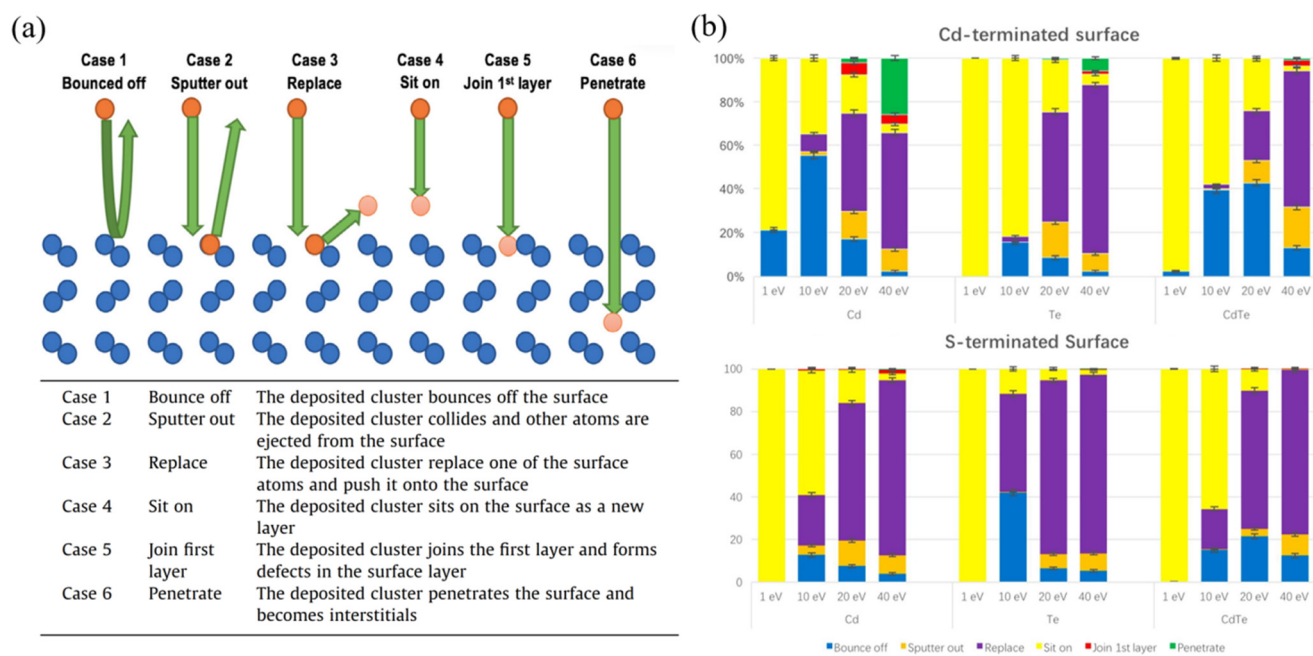 (a)
Case 1
Bounced off
Case 2
Sputter out
Case 3
Replace
Case 4
Sit on
Case 5
Join 1st layer
Case 6
Penetrate
Case 1 Bounce off The deposited cluster bounces off the surface
Case 2 Sputter out The deposited cluster collides and other atoms are
ejected from the surface
Case 3 Replace The deposited cluster replace one of the surface
atoms and push it onto the surface
Case 4 Sit on The deposited cluster sits on the surface as a new
layer
Case 5 Join first The deposited cluster joins the first layer and forms
layer defects in the surface layer
Case 6 Penetrate The deposited cluster penetrates the surface and
becomes interstitials
(b)
Cd-terminated surface
100%
80%
60%
40%
20%
0%
1 eV 10 eV 20 eV 40 eV 1 eV 10 eV 20 eV 40 eV 1 eV 10 eV 20 eV 40 eV
Cd Te CdTe
S-terminated Surface
100
80
60
40
20
0
1 eV 10 eV 20 eV 40 eV 1 eV 10 eV 20 eV 40 eV 1 eV 10 eV 20 eV 40 eV
Cd Te CdTe
Bounce off Sputter out Replace Sit on Join 1st layer Penetrate